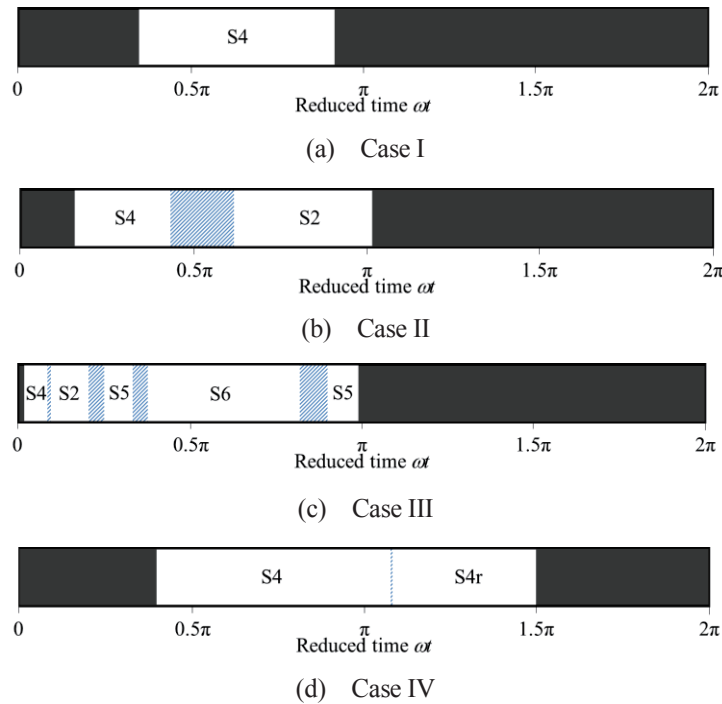 S4
0 0.5π π 1.5π 2π
Reduced time ωt
(a) Case I
S4 S2
0 0.5π π 1.5π 2π
Reduced time ωt
(b) Case II
S4 S2 S5 S6 S5
0 0.5π π 1.5π 2π
Reduced time ωt
(c) Case III
S4 S4r
0 0.5π π 1.5π 2π
Reduced time ωt
(d) Case IV